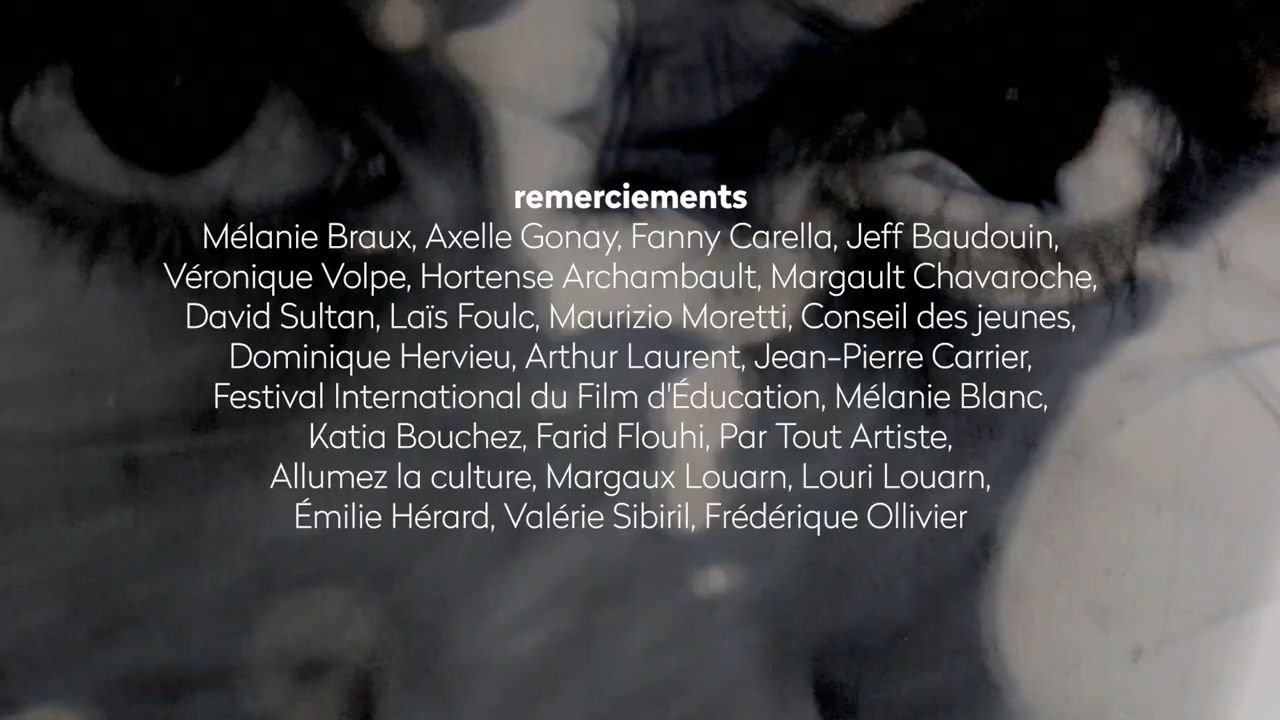 remerciements
Mélanie Braux, Axelle Gonay, Fanny Carella, Jeff Baudouin,
Véronique Volpe, Hortense Archambault, Margault Chavaroche,
David Sultan, Laïs Foulc, Maurizio Moretti, Conseil des jeunes,
Dominique Hervieu, Arthur Laurent, Jean-Pierre Carrier,
Festival International du Film d'Éducation, Mélanie Blanc,
Katia Bouchez, Farid Flouhi, Par Tout Artiste,
Allumez la culture, Margaux Louarn, Louri Louarn,
Émilie Hérard, Valérie Sibiril, Frédérique Ollivier